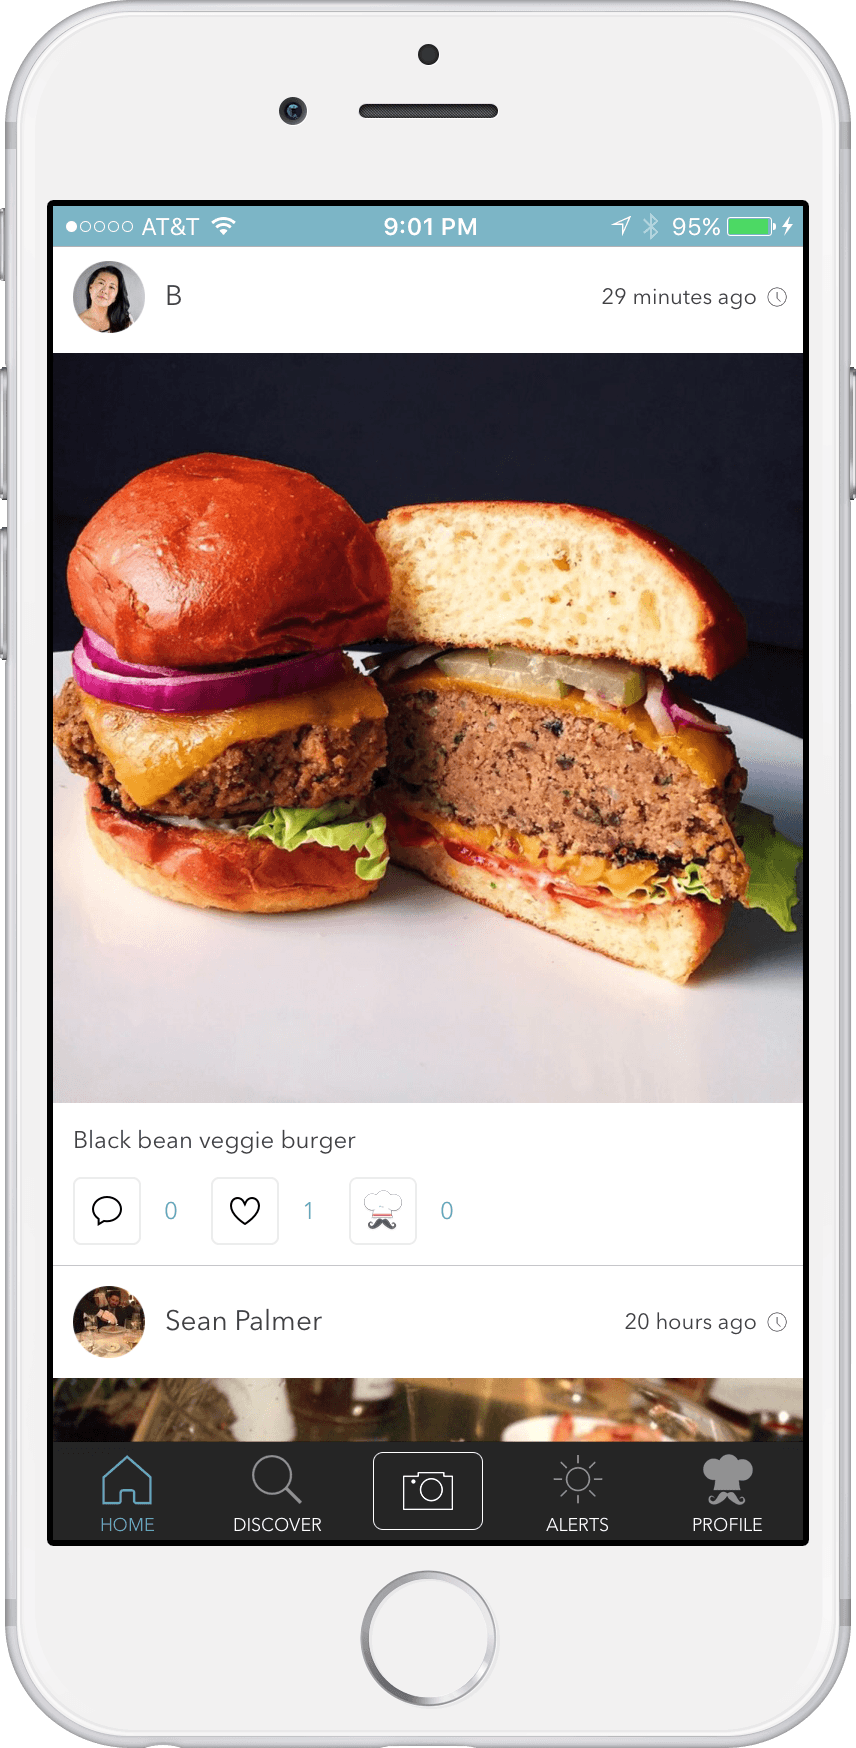 AT&T 9:01 PM 95%
B 29 minutes ago
Black bean veggie burger
0 1 0
Sean Palmer 20 hours ago
HOME DISCOVER ALERTS PROFILE